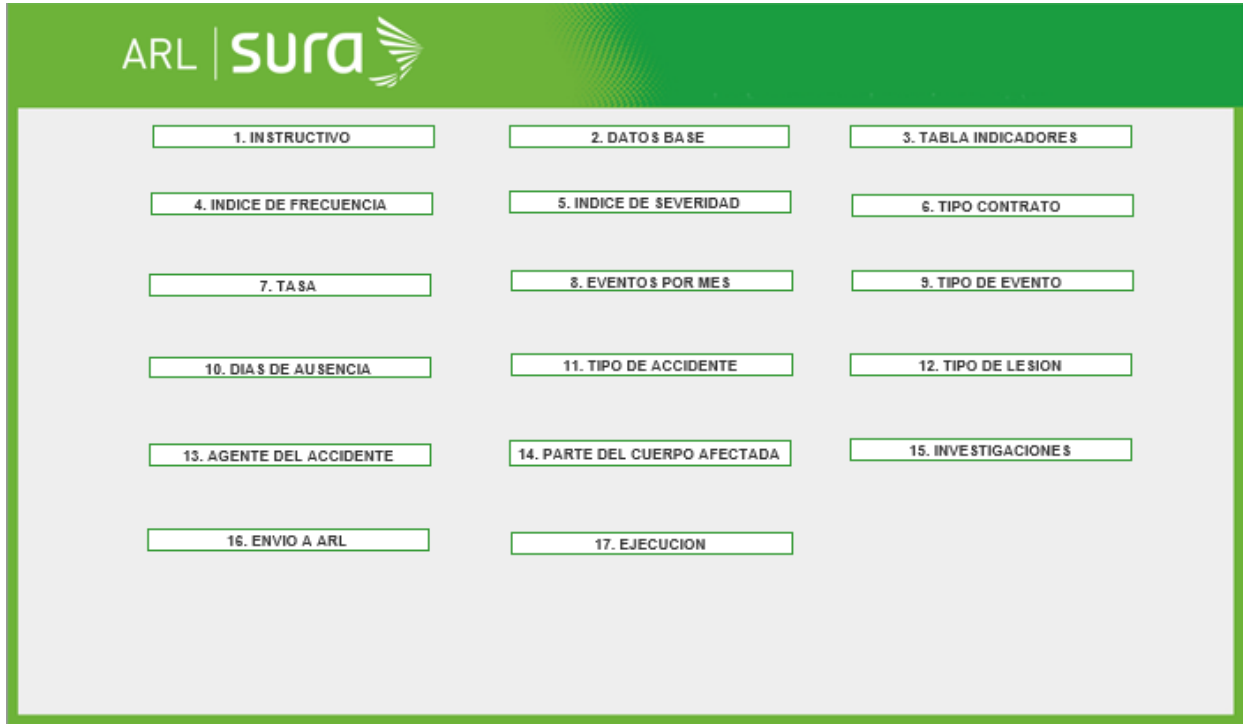 ARL | sura
1. INSTRUCTIVO
2. DATOS BASE
3. TABLA INDICADORES
4. INDICE DE FRECUENCIA
5. INDICE DE SEVERIDAD
6. TIPO CONTRATO
7. TASA
8. EVENTOS POR MES
9. TIPO DE EVENTO
10. DIAS DE AUSENCIA
11. TIPO DE ACCIDENTE
12. TIPO DE LESION
13. AGENTE DEL ACCIDENTE
14. PARTE DEL CUERPO AFECTADA
15. INVESTIGACIONES
16. ENVIO A ARL
17. EJECUCION